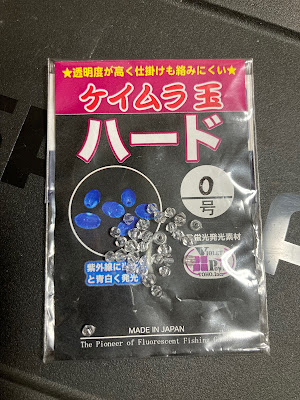 ★透明度が高く仕掛けも絡みにくい★
ケイムラ玉
ハード
0
号
蛍光発光素材
紫外線に
と青白く発光
MADE IN JAPAN
The Pioneer of Fluorescent Fishing